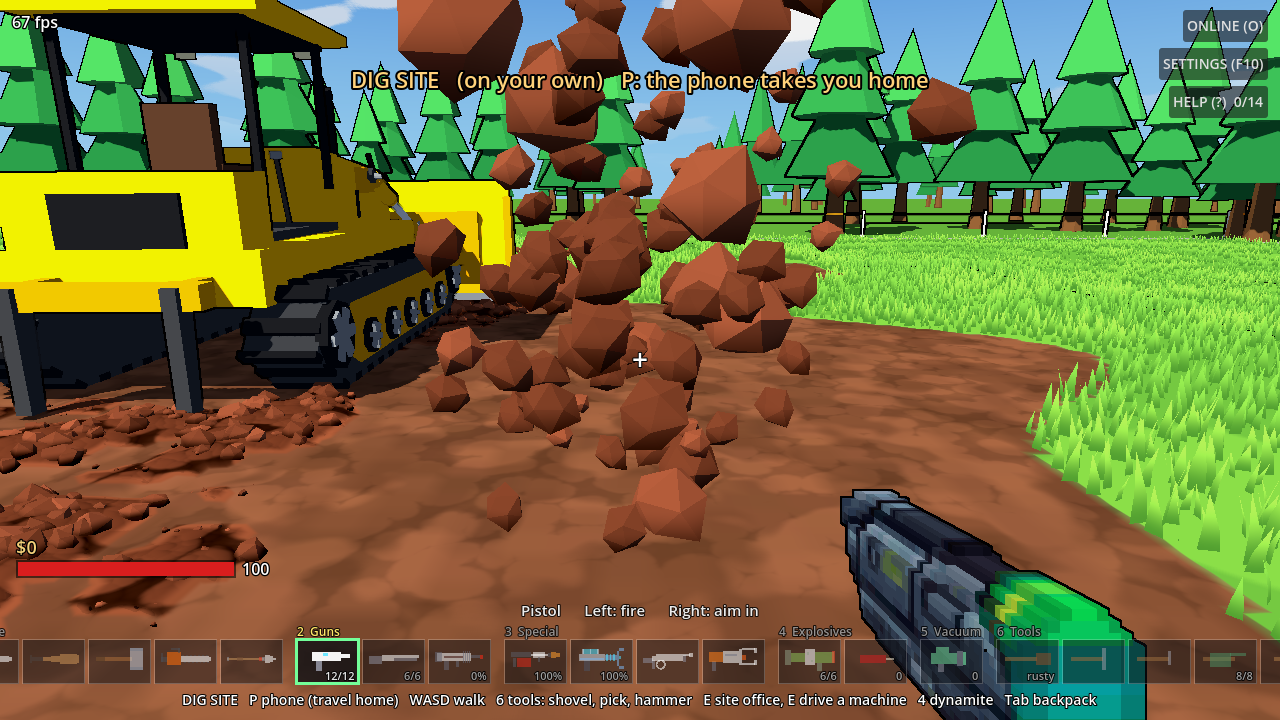 67 fps
ONLINE (O)
SETTINGS (F10)
HELP (?) 0/14
DIG SITE (on your own) P: the phone takes you home
$0
100
Pistol Left: fire Right: aim in
2 Guns 3 Special 4 Explosives 5 Vacuum 6 Tools
12/12 6/6 0% 100% 100% 6/6 0 0 rusty 8/8
DIG SITE P phone (travel home) WASD walk 6 tools: shovel, pick, hammer E site office, E drive a machine 4 dynamite Tab backpack